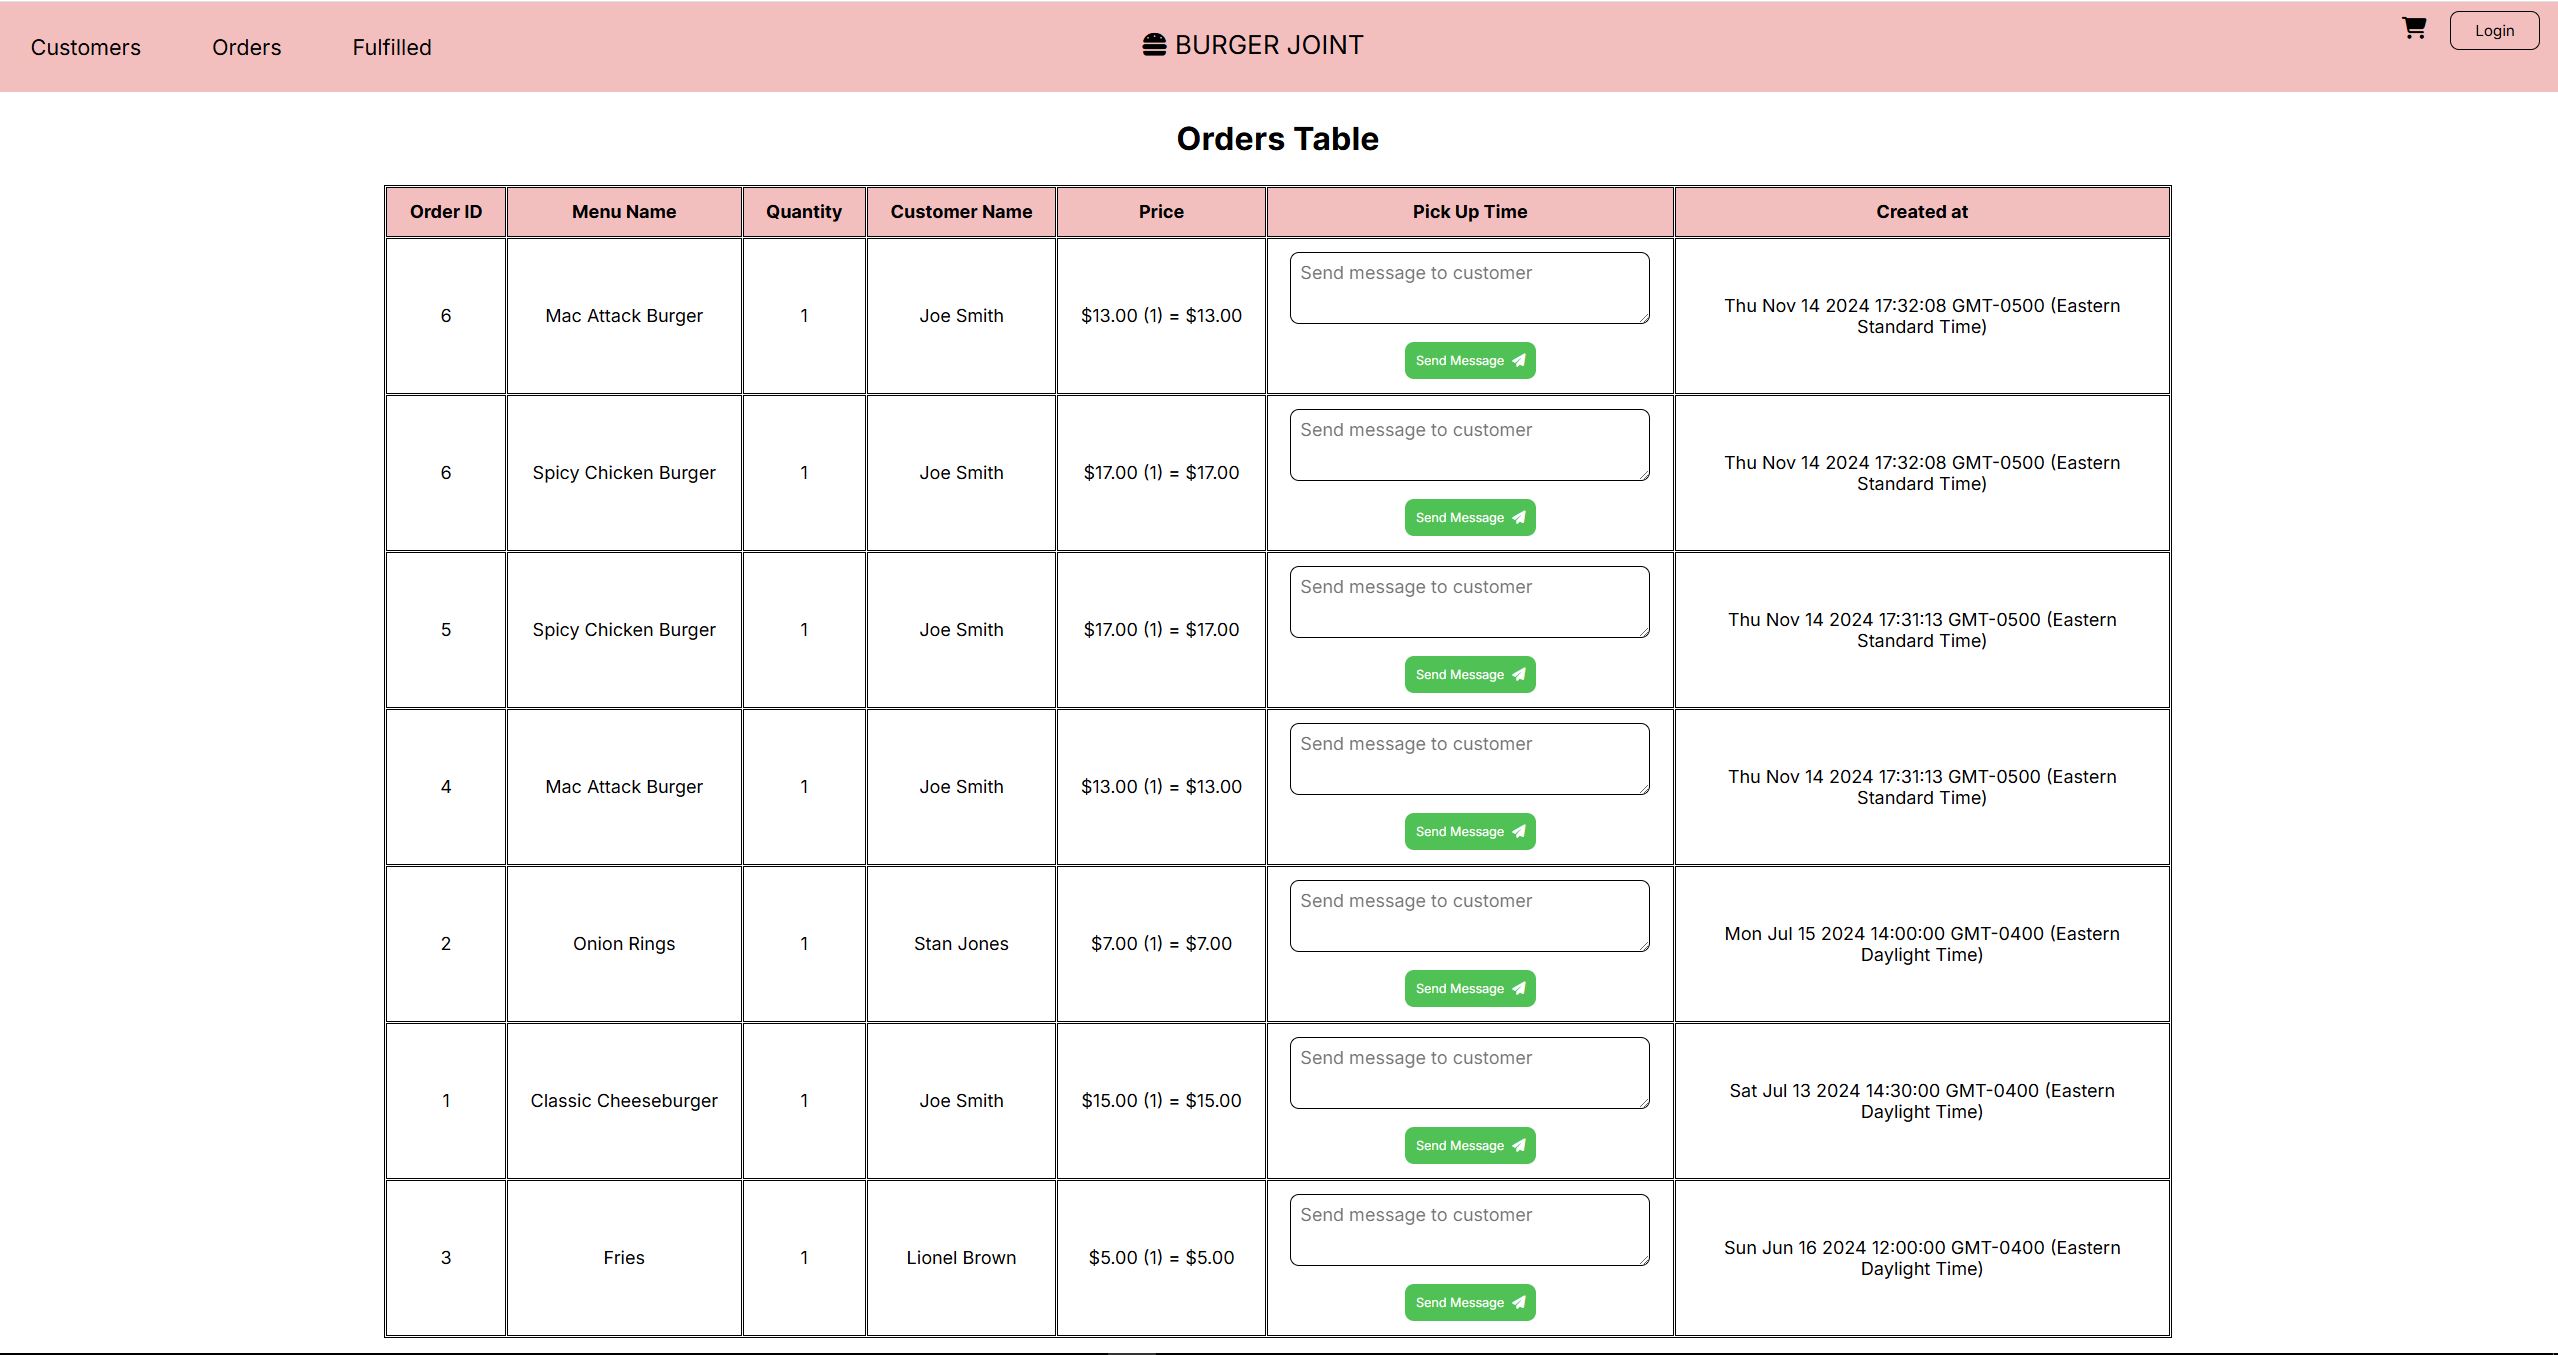 Customers Orders Fulfilled BURGER JOINT Login
Orders Table
Order ID Menu Name Quantity Customer Name Price Pick Up Time Created at
Send message to customer
6 Mac Attack Burger 1 Joe Smith $13.00 (1) = $13.00 Thu Nov 14 2024 17:32:08 GMT-0500 (Eastern
Standard Time)
Send Message
Send message to customer
6 Spicy Chicken Burger 1 Joe Smith $17.00 (1) = $17.00 Thu Nov 14 2024 17:32:08 GMT-0500 (Eastern
Standard Time)
Send Message
Send message to customer
5 Spicy Chicken Burger 1 Joe Smith $17.00 (1) = $17.00 Thu Nov 14 2024 17:31:13 GMT-0500 (Eastern
Standard Time)
Send Message
Send message to customer
4 Mac Attack Burger 1 Joe Smith $13.00 (1) = $13.00 Thu Nov 14 2024 17:31:13 GMT-0500 (Eastern
Standard Time)
Send Message
Send message to customer
2 Onion Rings 1 Stan Jones $7.00 (1) = $7.00 Mon Jul 15 2024 14:00:00 GMT-0400 (Eastern
Daylight Time)
Send Message
Send message to customer
1 Classic Cheeseburger 1 Joe Smith $15.00 (1) = $15.00 Sat Jul 13 2024 14:30:00 GMT-0400 (Eastern
Daylight Time)
Send Message
Send message to customer
3 Fries 1 Lionel Brown $5.00 (1) = $5.00 Sun Jun 16 2024 12:00:00 GMT-0400 (Eastern
Daylight Time)
Send Message